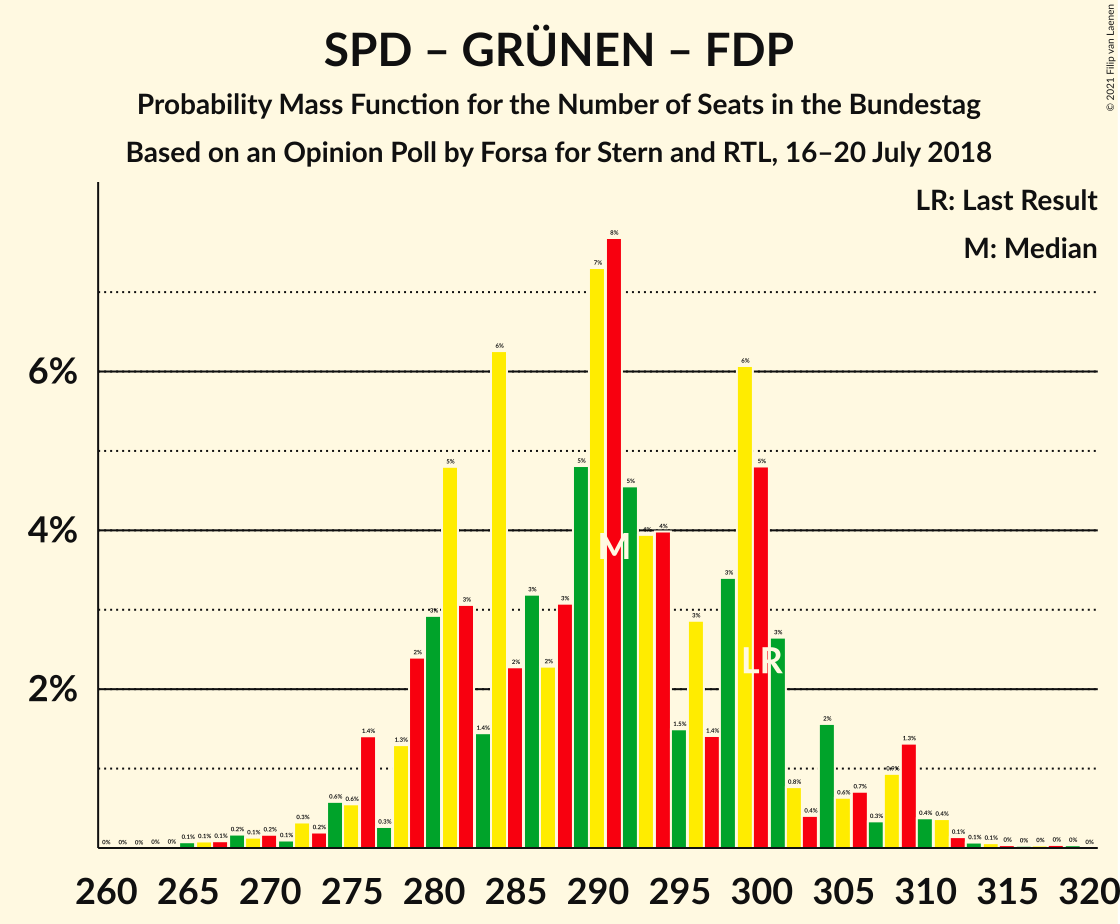 SPD – GRÜNEN – FDP
Probability Mass Function for the Number of Seats in the Bundestag
Based on an Opinion Poll by Forsa for Stern and RTL, 16–20 July 2018
© 2021 Filip van Laenen
LR: Last Result
M: Median
6%
4%
2%
0% 0% 0% 0% 0% 0.1% 0.1% 0.1% 0.2% 0.1% 0.2% 0.1% 0.3% 0.2% 0.6% 0.6% 1.4% 0.3% 1.3% 2% 3% 5% 3% 1.4% 6% 2% 3% 2% 3% 5% 7% 8% 5% 4% 4% 1.5% 3% 1.4% 3% 6% 5% 3% 0.8% 0.4% 2% 0.6% 0.7% 0.3% 0.9% 1.3% 0.4% 0.4% 0.1% 0.1% 0.1% 0% 0% 0% 0% 0% 0%
M
LR
260 265 270 275 280 285 290 295 300 305 310 315 320